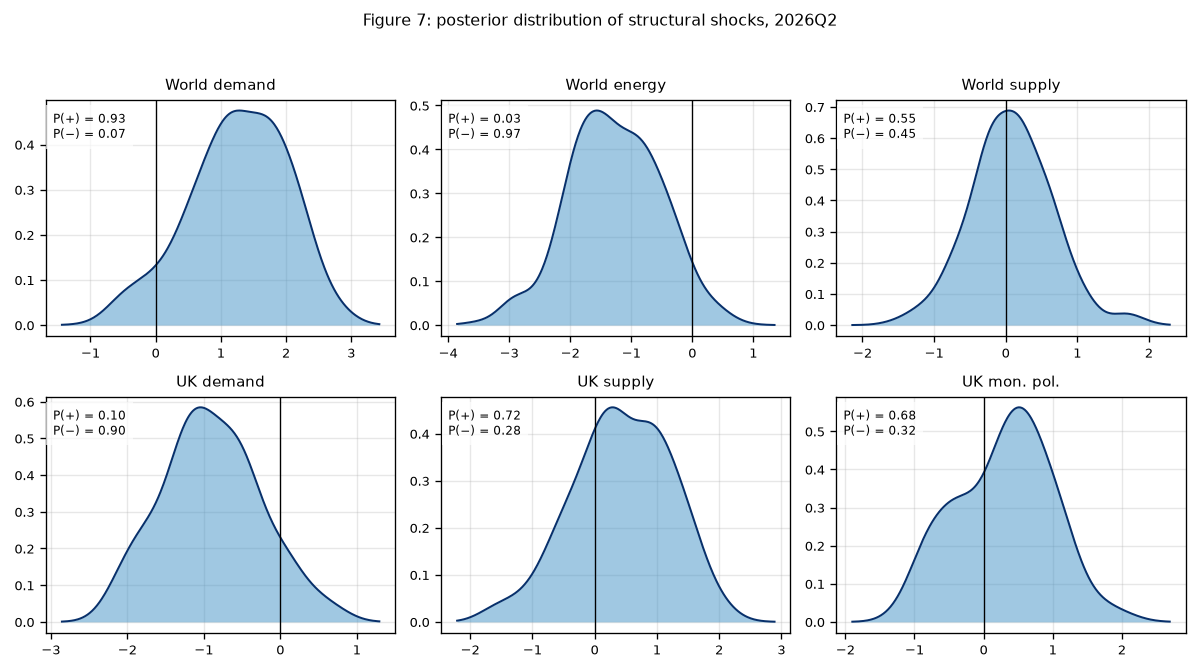 Figure 7: posterior distribution of structural shocks, 2026Q2
World demand
P(+) = 0.93
P(−) = 0.07
0.4
0.3
0.2
0.1
0.0
−1 0 1 2 3
World energy
P(+) = 0.03
P(−) = 0.97
0.5
0.4
0.3
0.2
0.1
0.0
−4 −3 −2 −1 0 1
World supply
P(+) = 0.55
P(−) = 0.45
0.7
0.6
0.5
0.4
0.3
0.2
0.1
0.0
−2 −1 0 1 2
UK demand
P(+) = 0.10
P(−) = 0.90
0.6
0.5
0.4
0.3
0.2
0.1
0.0
−3 −2 −1 0 1
UK supply
P(+) = 0.72
P(−) = 0.28
0.4
0.3
0.2
0.1
0.0
−2 −1 0 1 2 3
UK mon. pol.
P(+) = 0.68
P(−) = 0.32
0.5
0.4
0.3
0.2
0.1
0.0
−2 −1 0 1 2